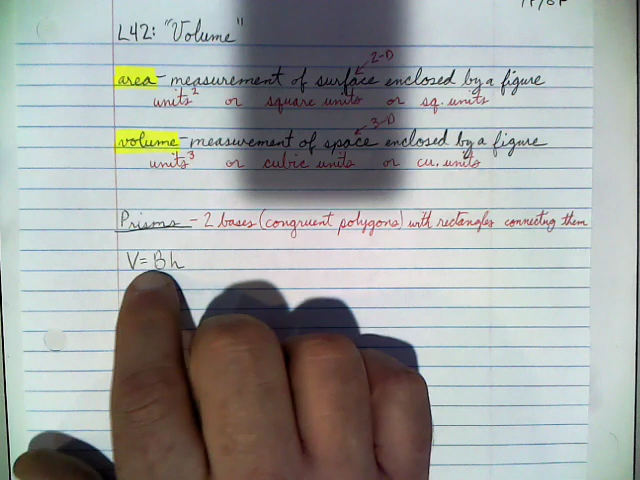 L42: "Volume"
2-D
area - measurement of surface enclosed by a figure
units² or square units or sq. units
3-D
volume - measurement of space enclosed by a figure
units³ or cubic units or cu. units
Prisms - 2 bases (congruent polygons) with rectangles connecting them
V = Bh